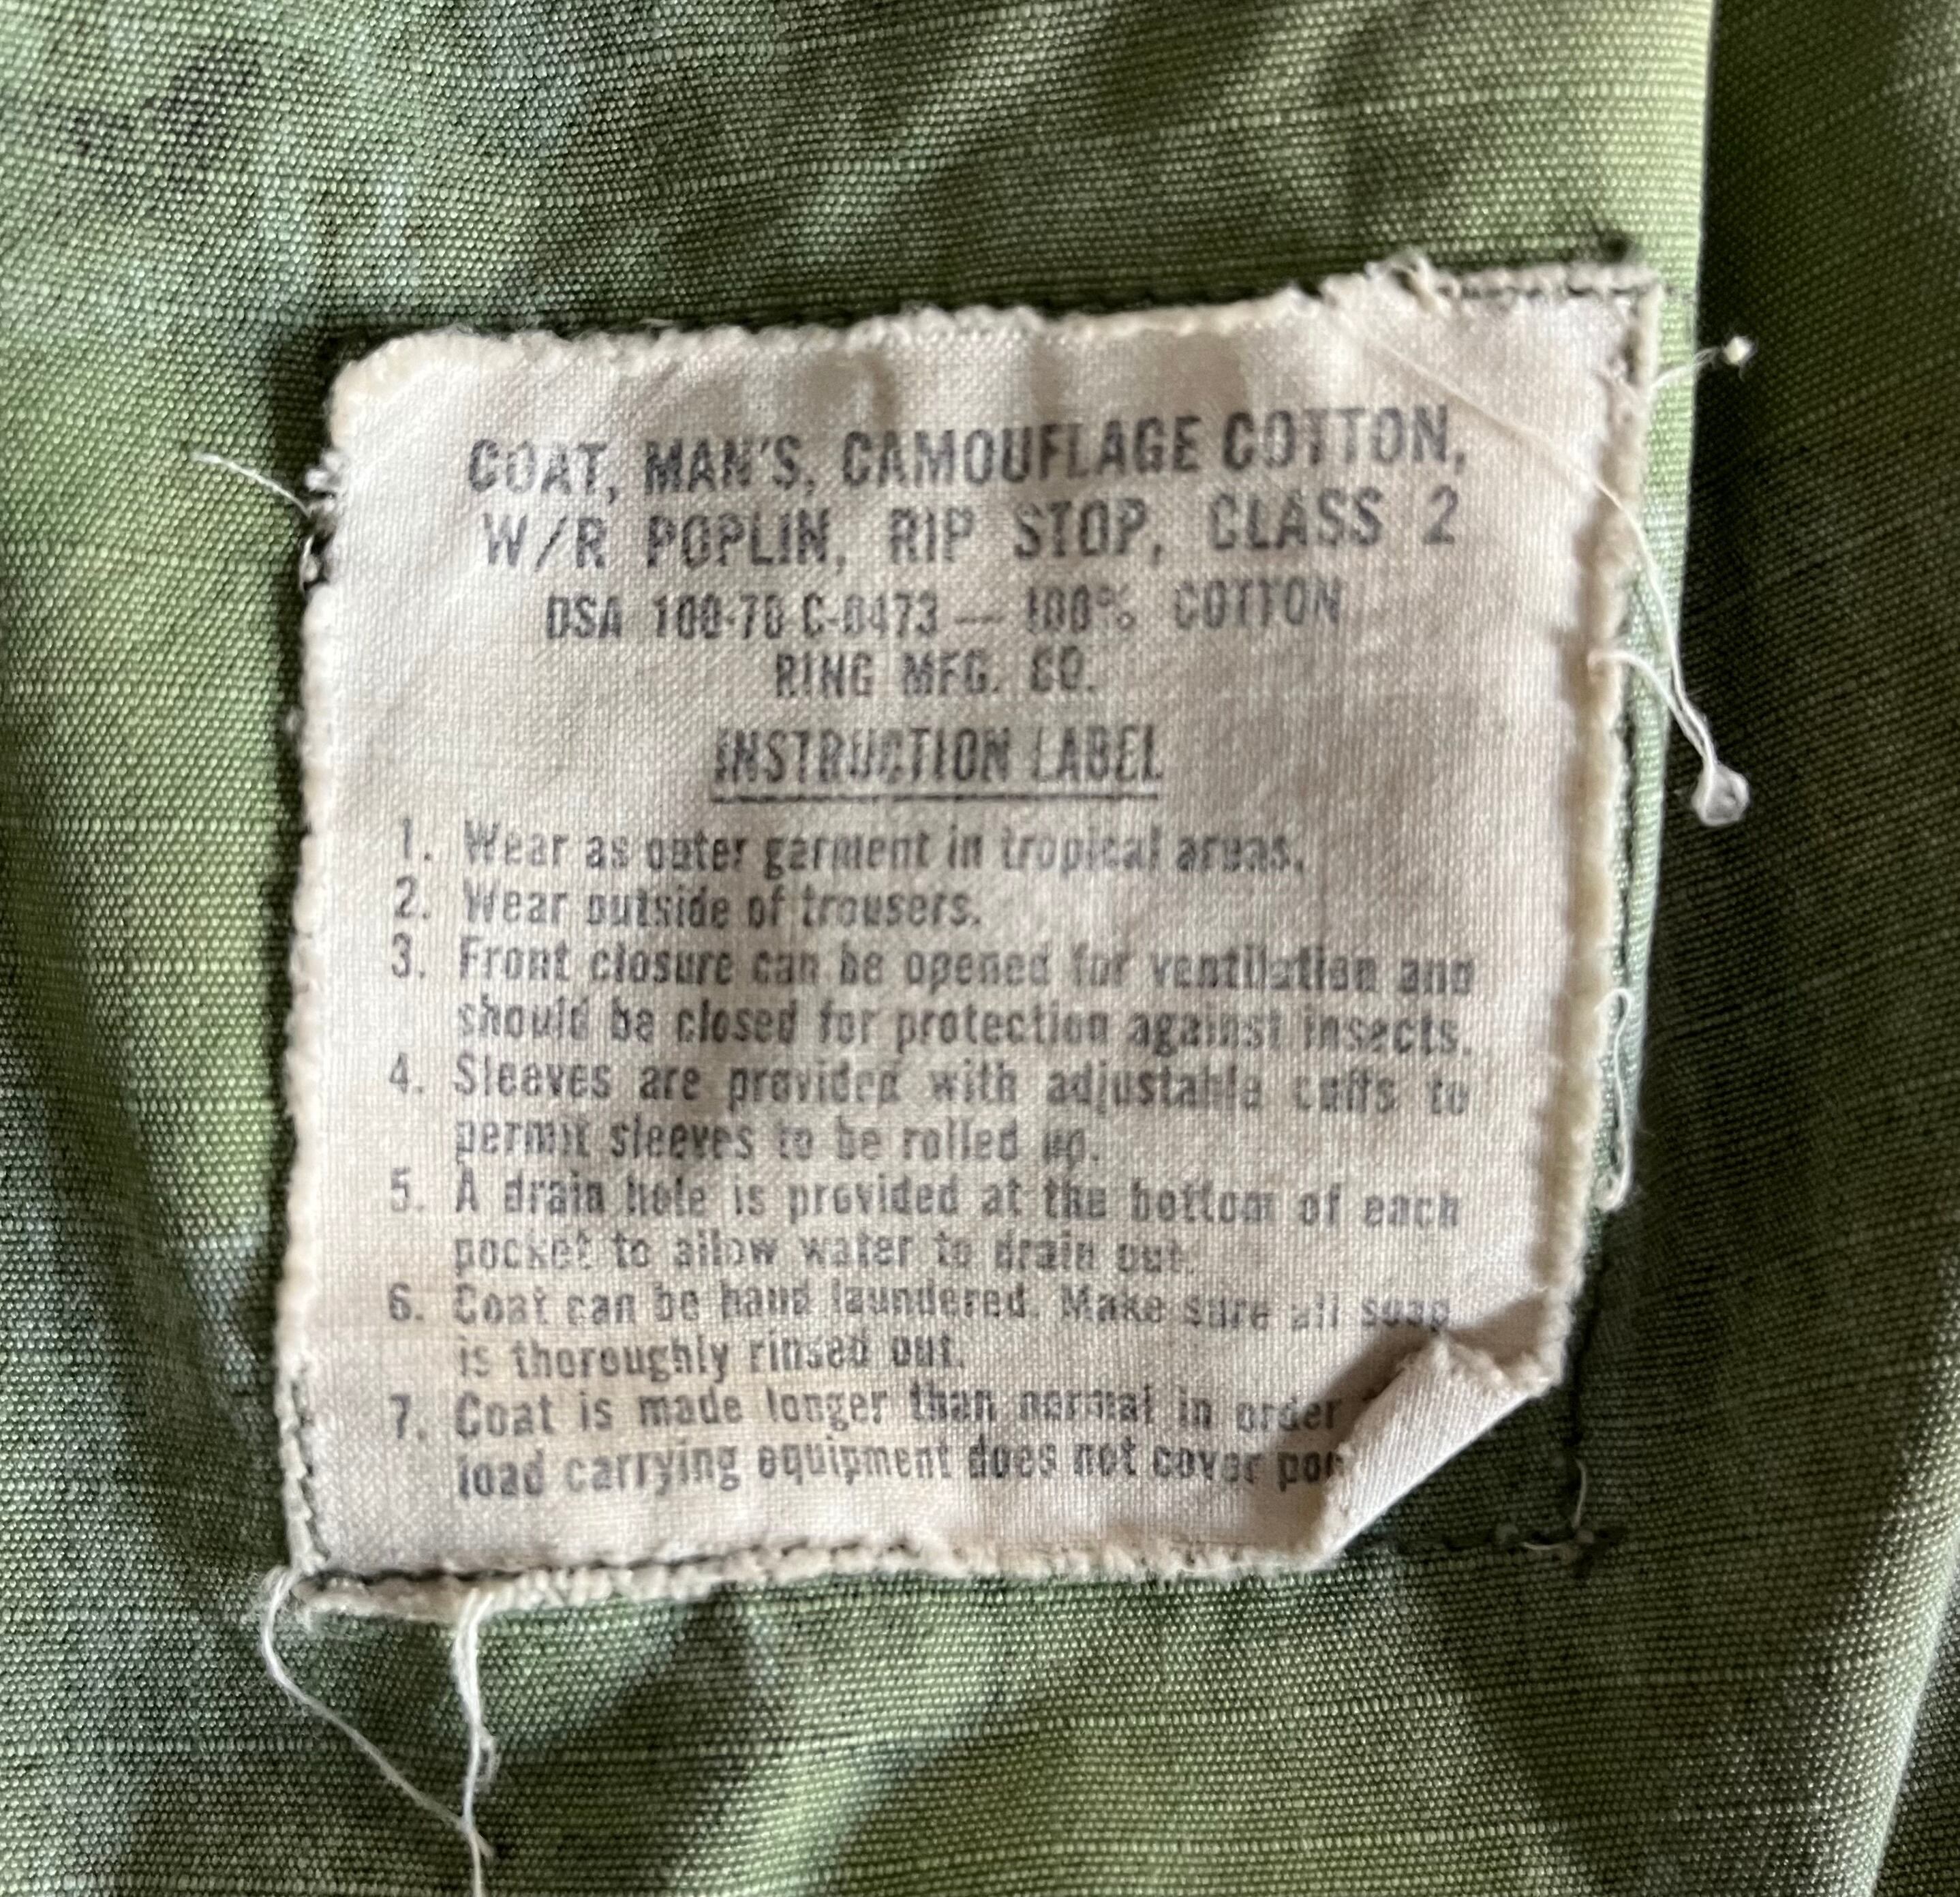 COAT, MAN'S, CAMOUFLAGE COTTON,
W/R POPLIN, RIP STOP, CLASS 2
DSA 100-70 C-0473 — 100% COTTON
RING MFG. CO.
INSTRUCTION LABEL
1. Wear as outer garment in tropical areas.
2. Wear outside of trousers.
3. Front closure can be opened for ventilation and
should be closed for protection against insects.
4. Sleeves are provided with adjustable cuffs to
permit sleeves to be rolled up.
5. A drain hole is provided at the bottom of each
pocket to allow water to drain out.
6. Coat can be hand laundered. Make sure all soap
is thoroughly rinsed out.
7. Coat is made longer than normal in order
load carrying equipment does not cover